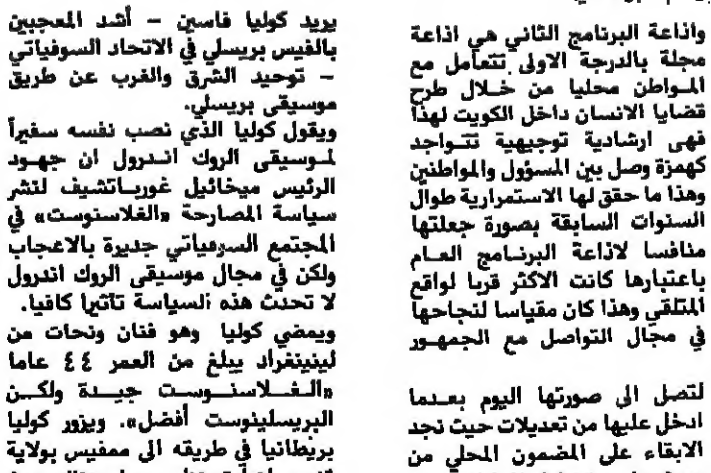 واذاعة البرنامج الثاني هي اذاعة
مجلة بالدرجة الاولى تتعامل مع
المواطن محليا من خلال طرح
قضايا الانسان داخل الكويت لهذا
فهى ارشادية توجيهية تتواجد
كهمزة وصل بين المسؤول والمواطنين
وهذا ما حقق لها الاستمرارية طوال
السنوات السابقة بصورة جعلتها
منافسا لاذاعة البرنامج العام
باعتبارها كانت الاكثر قربا لواقع
المتلقي وهذا كان مقياسا لنجاحها
في مجال التواصل مع الجمهور
لتصل الى صورتها اليوم بعدما
ادخل عليها من تعديلات حيث نجد
الابقاء على المضمون المحلي من
يريد كوليا فاسين – أشد المعجبين
بالفيس بريسلي في الاتحاد السوفياتي
– توحيد الشرق والغرب عن طريق
موسيقى بريسلي.
ويقول كوليا الذي نصب نفسه سفيراً
لموسيقى الروك اندرول ان جهود
الرئيس ميخائيل غورباتشيف لنشر
سياسة المصارحة «الغلاسنوست» في
المجتمع السوفياتي جديرة بالاعجاب
ولكن في مجال موسيقى الروك اندرول
لا تحدث هذه السياسة تأثيرا كافيا.
ويمضي كوليا وهو فنان ونحات من
لينينغراد يبلغ من العمر ٤٤ عاما
«الغلاسنوست جيدة ولكن
البريسلينوست أفضل». ويزور كوليا
بريطانيا في طريقه الى ممفيس بولاية